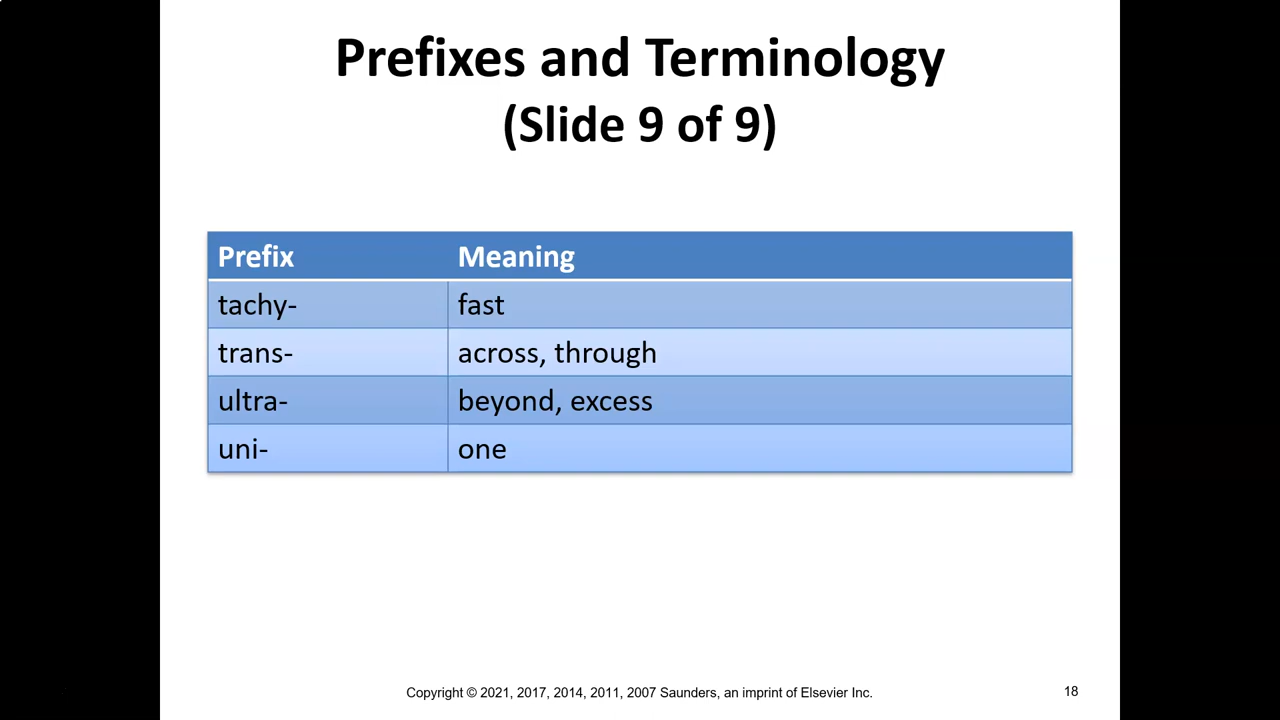 Prefixes and Terminology
(Slide 9 of 9)
Prefix Meaning
tachy- fast
trans- across, through
ultra- beyond, excess
uni- one
Copyright © 2021, 2017, 2014, 2011, 2007 Saunders, an imprint of Elsevier Inc.
18